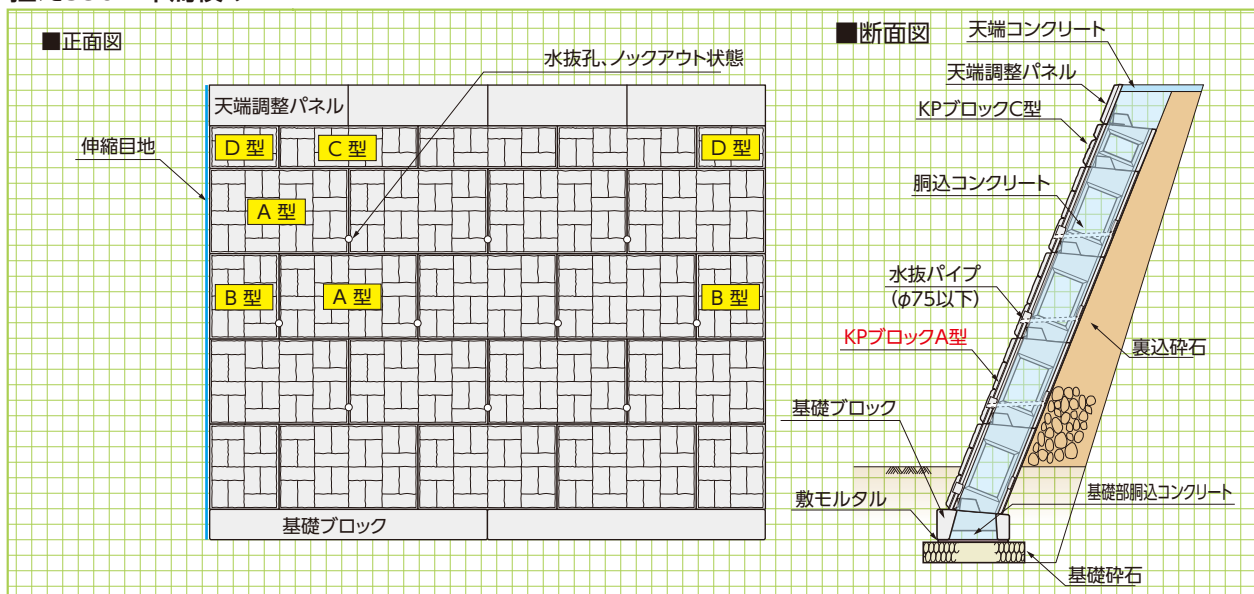 ■正面図
水抜孔、ノックアウト状態
天端調整パネル
伸縮目地
D 型
C 型
D 型
A 型
B 型
A 型
B 型
基礎ブロック
■断面図
天端コンクリート
天端調整パネル
KPブロックC型
胴込コンクリート
水抜パイプ
(φ75以下)
KPブロックA型
裏込砕石
基礎ブロック
敷モルタル
基礎部胴込コンクリート
基礎砕石